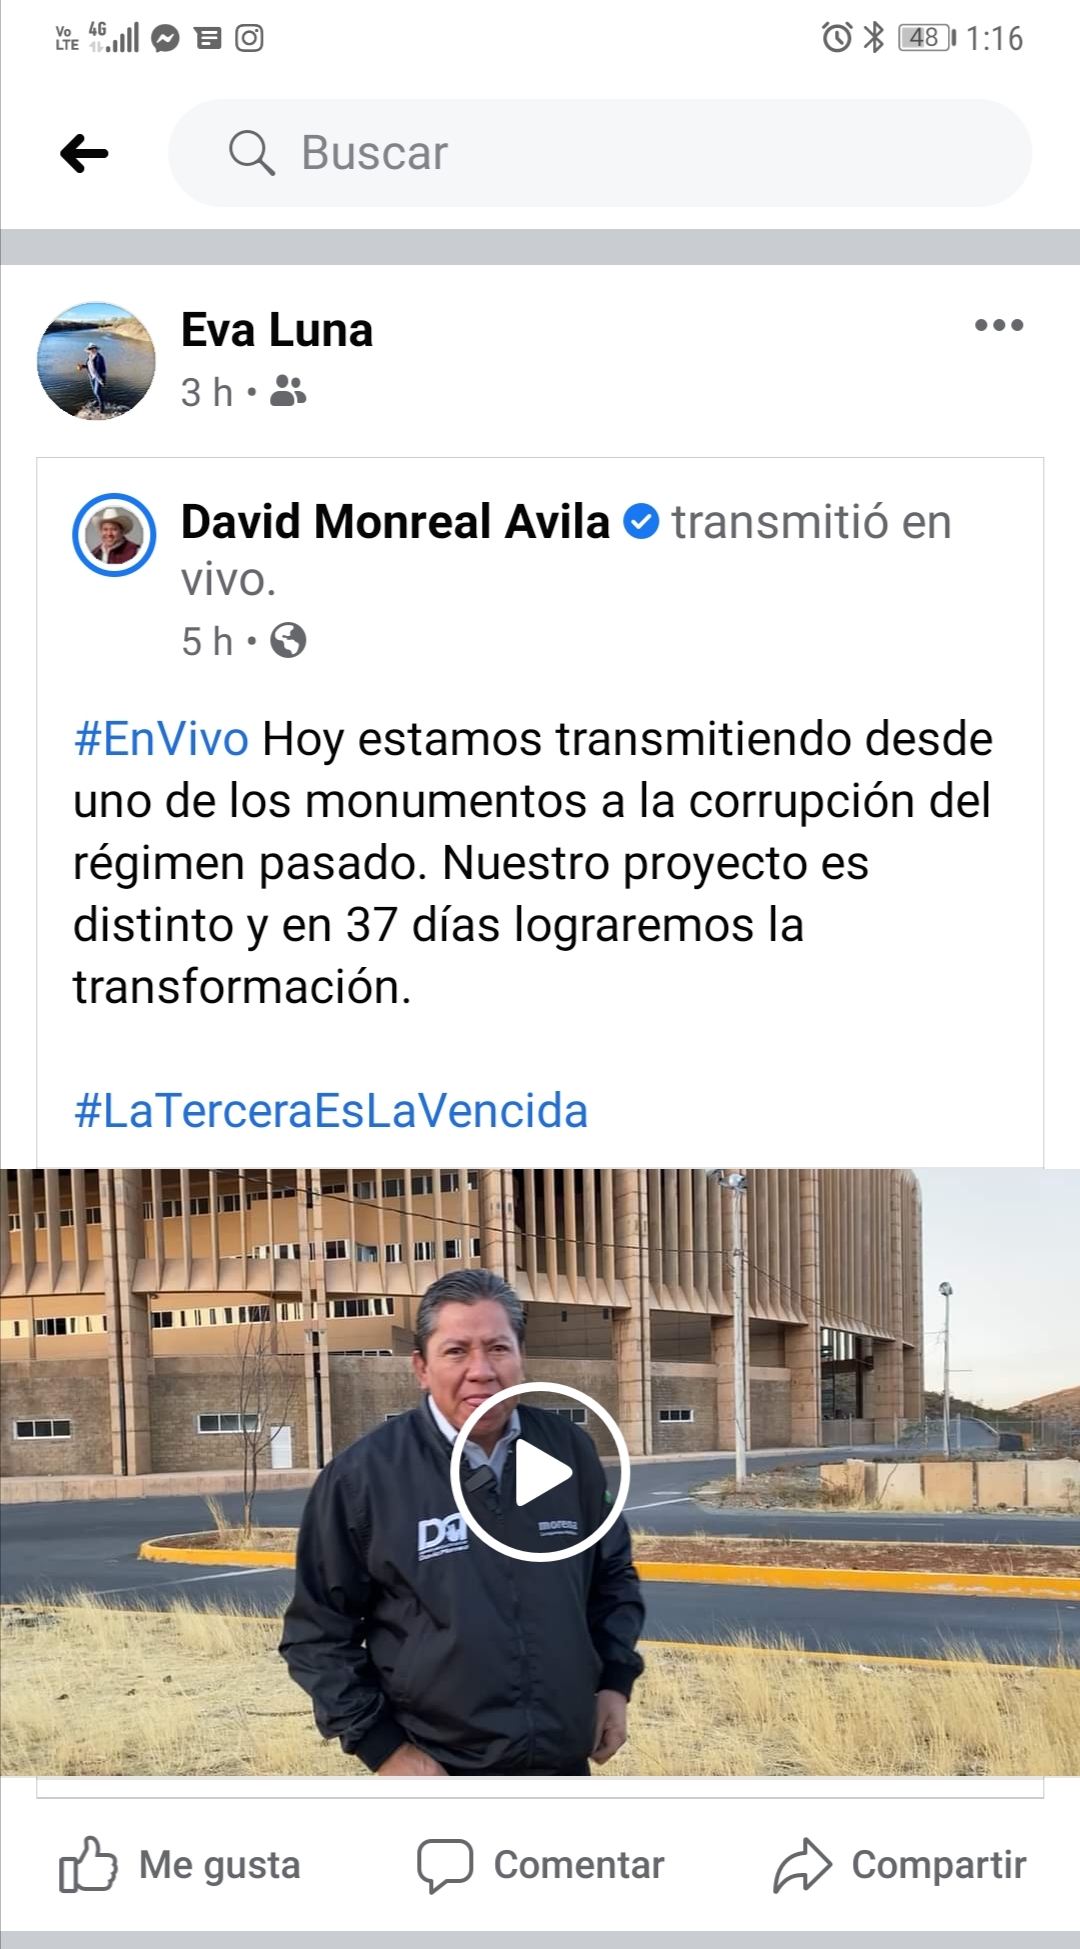 Vo LTE 4G 48 1:16
Buscar
Eva Luna
3 h •
David Monreal Avila transmitió en
vivo.
5 h •
#EnVivo Hoy estamos transmitiendo desde
uno de los monumentos a la corrupción del
régimen pasado. Nuestro proyecto es
distinto y en 37 días lograremos la
transformación.
#LaTerceraEsLaVencida
morena
Me gusta Comentar Compartir